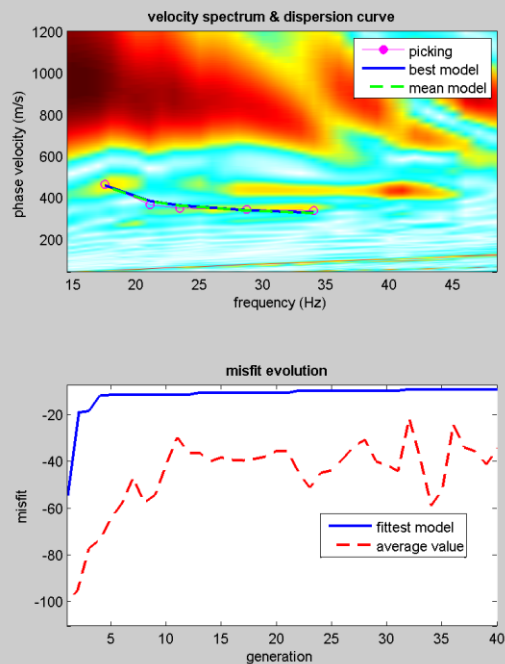 velocity spectrum & dispersion curve
1200
1000
800
600
400
200
phase velocity (m/s)
picking
best model
mean model
15 20 25 30 35 40 45
frequency (Hz)
misfit evolution
-20
-40
-60
-80
-100
misfit
fittest model
average value
5 10 15 20 25 30 35 40
generation